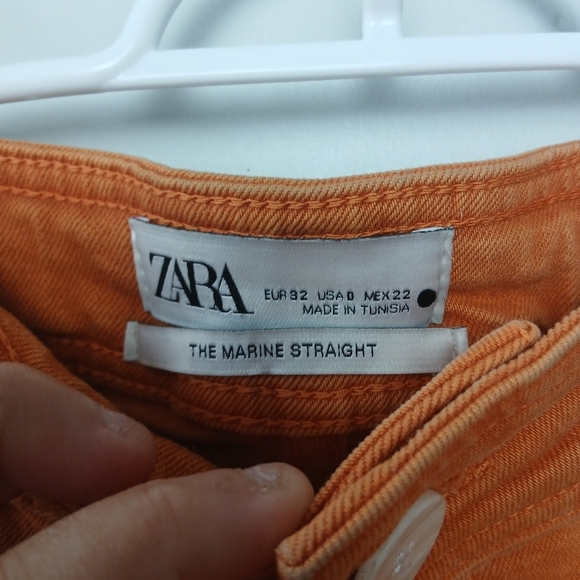 ZARA
EUR 32 USA 0 MEX 22
MADE IN TUNISIA
THE MARINE STRAIGHT